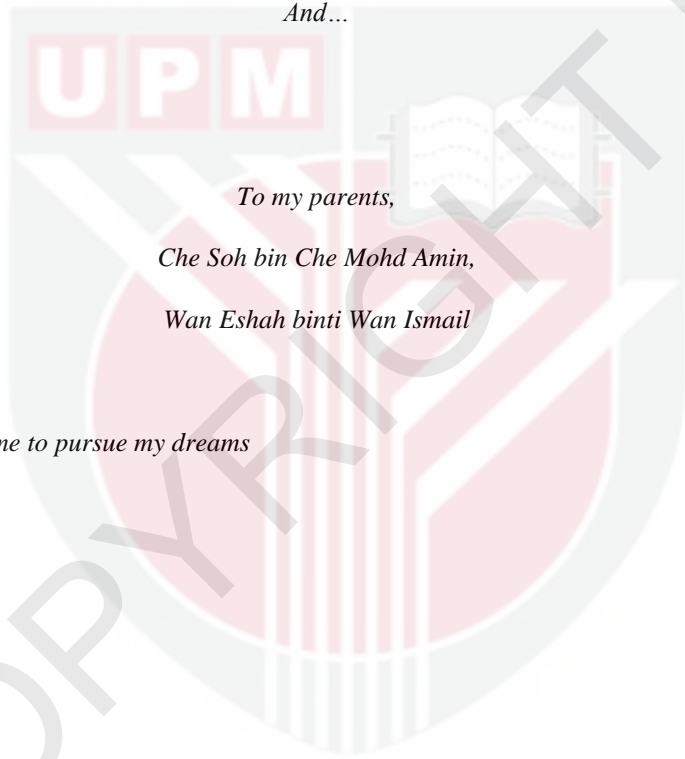 And…
UPM
To my parents,
Che Soh bin Che Mohd Amin,
Wan Eshah binti Wan Ismail
me to pursue my dreams
COPYRIGHT